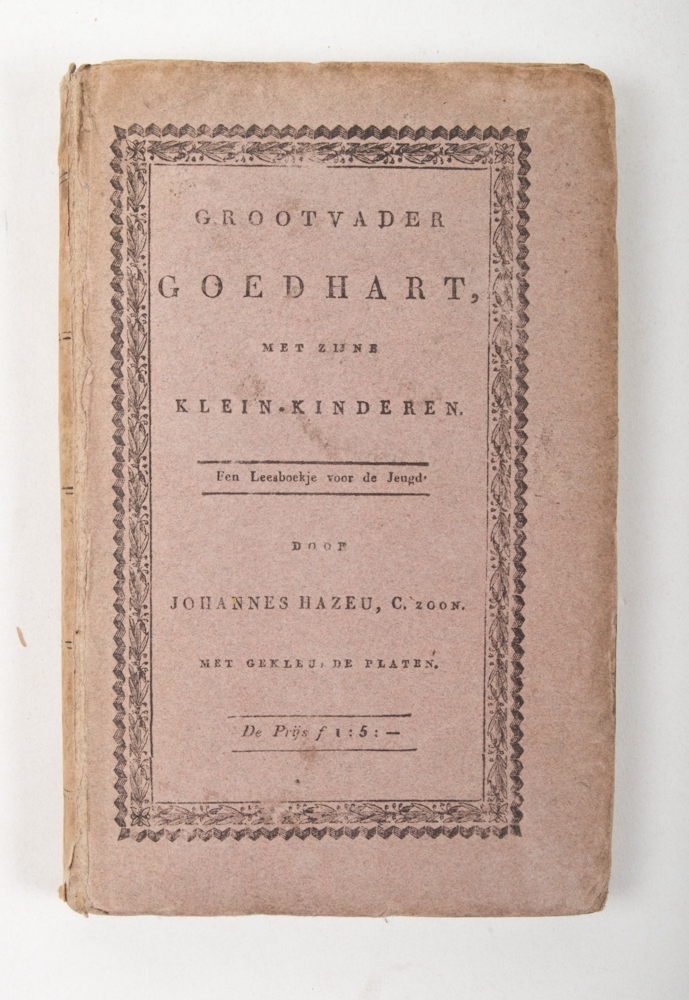 GROOTVADER
GOEDHART,
MET ZIJNE
KLEIN-KINDEREN.
Een Leesboekje voor de Jeugd.
DOOR
JOHANNES HAZEU, C. ZOON.
MET GEKLEURDE PLATEN.
De Prijs f 1:5:—